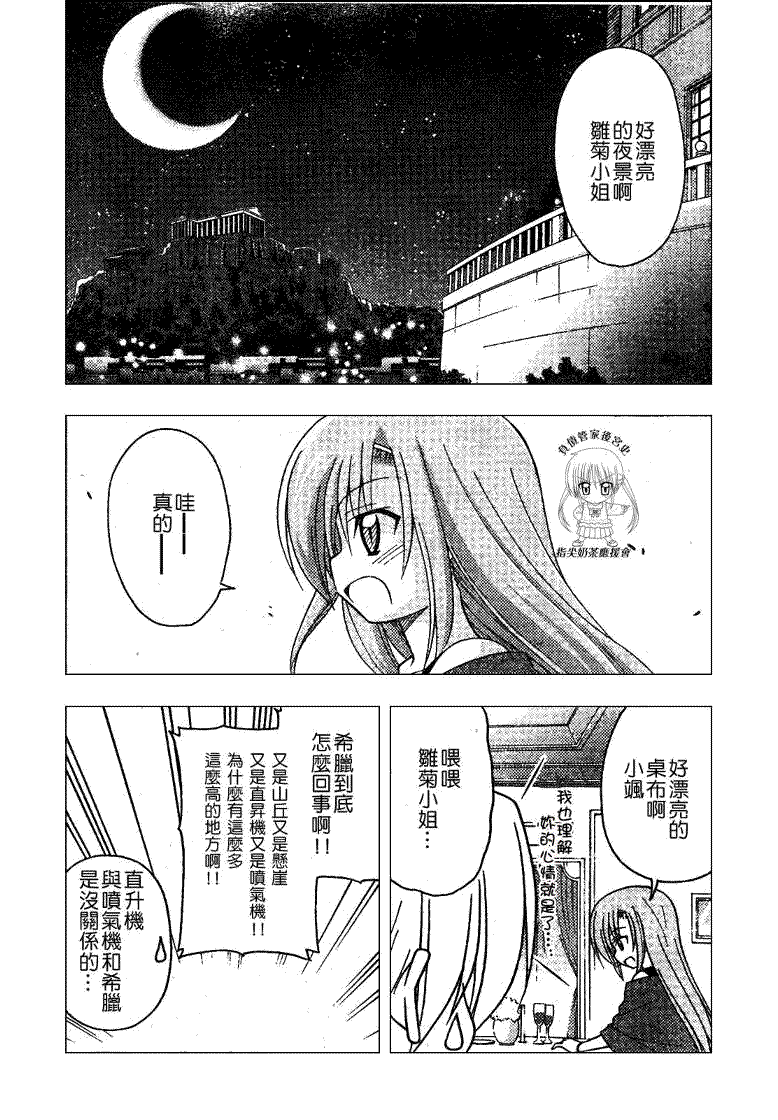 好漂亮
的夜景啊
雛菊小姐
哇——
真的——
負債管家後宮史
指尖奶茶應援會
好漂亮的
桌布啊
小颯
喂喂
雛菊小姐…
我也理解
妳的心情就是了……
希臘到底
怎麼回事啊!!
又是山丘又是懸崖
又是直昇機又是噴氣機!!
為什麼有這麼多
這麼高的地方啊!!
直升機
與噴氣機和希臘
是沒關係的…